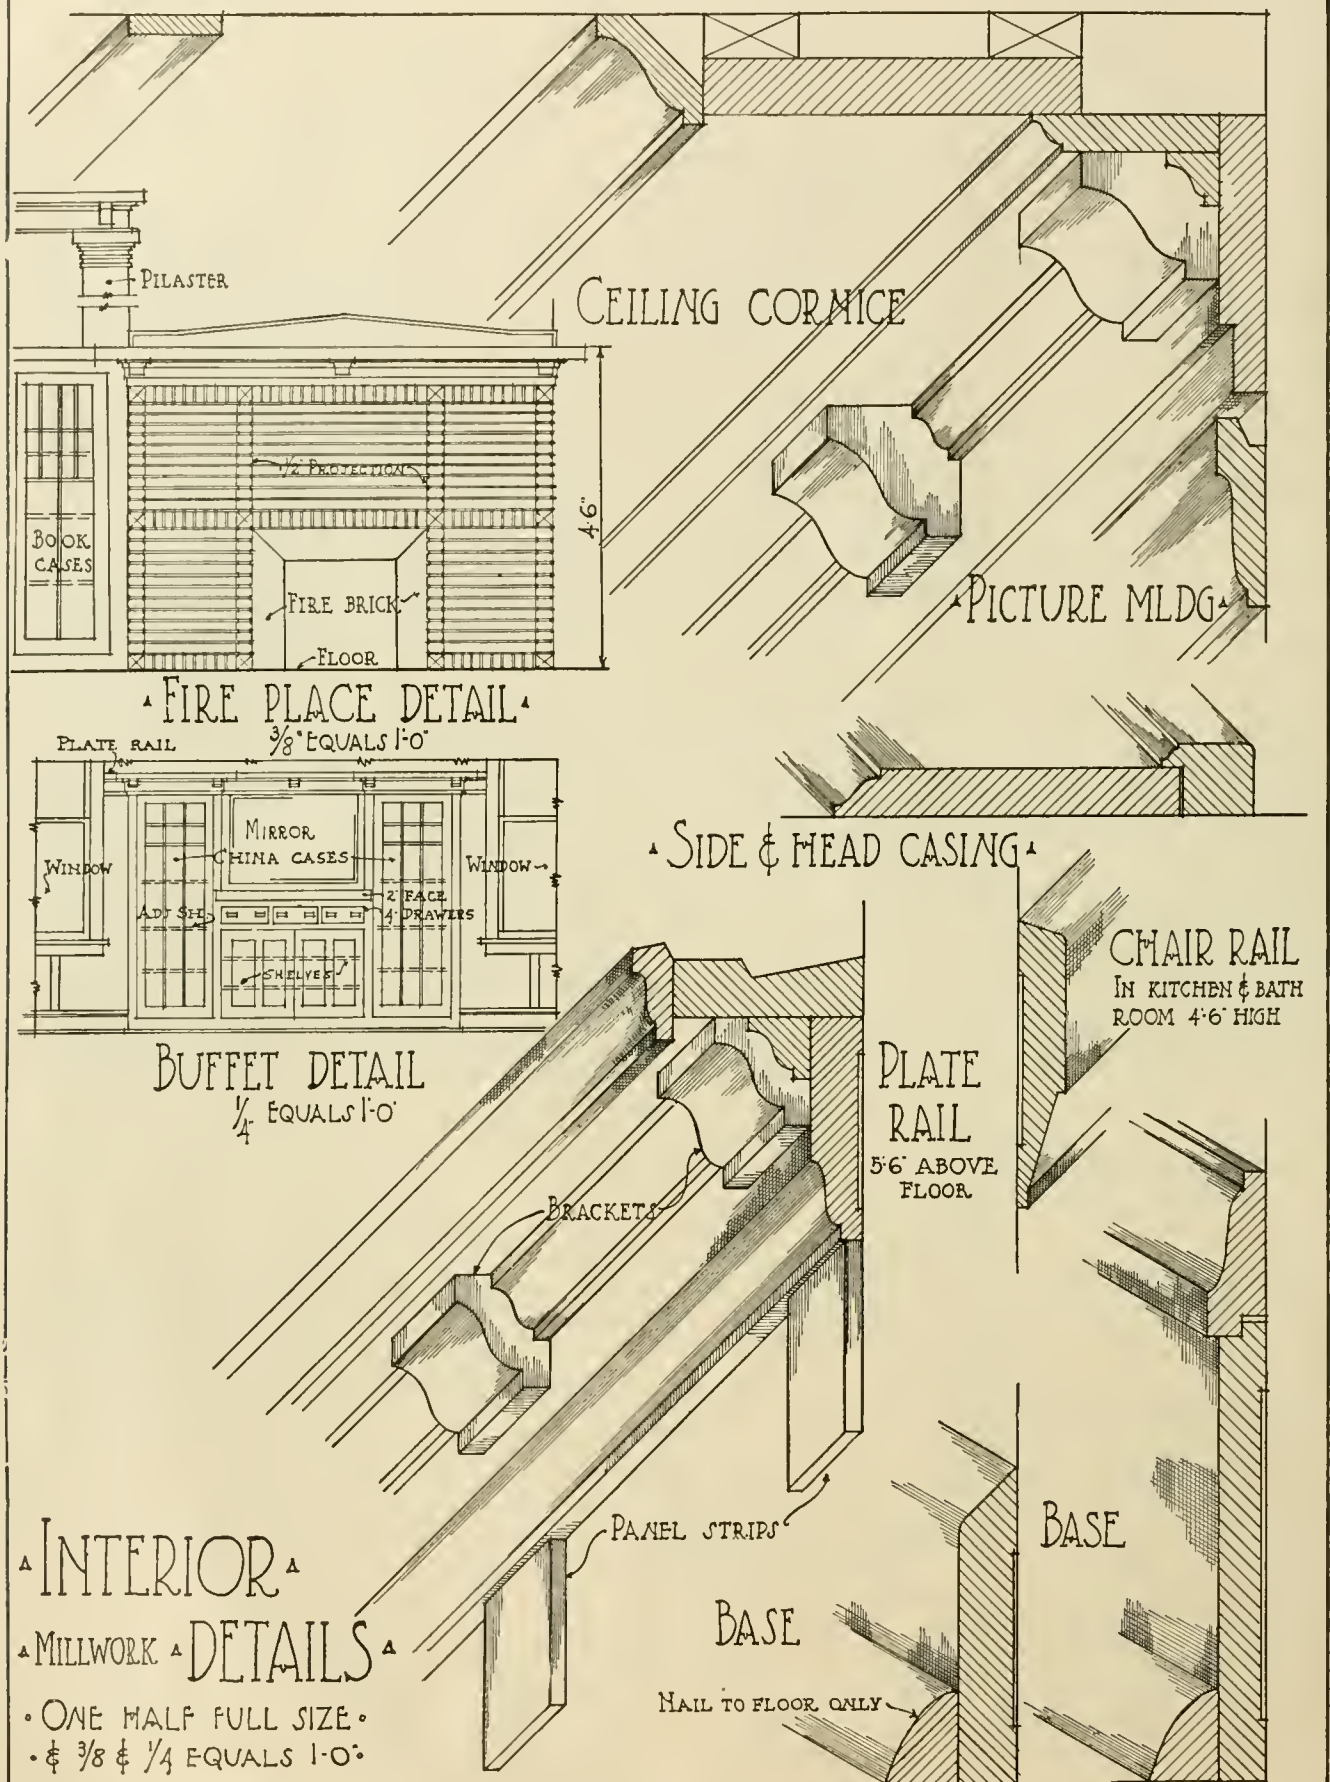 PILASTER
CEILING CORNICE
1/2" PROJECTION
4'-6"
BOOK
CASES
FIRE BRICK
FLOOR
PICTURE MLDG
FIRE PLACE DETAIL
3/8" EQUALS 1'-0"
PLATE RAIL
MIRROR
CHINA CASES
WINDOW
WINDOW
2" FACE
ADJ SH.
4 DRAWERS
SHELVES
SIDE & HEAD CASING
CHAIR RAIL
IN KITCHEN & BATH
ROOM 4'-6" HIGH
BUFFET DETAIL
1/4" EQUALS 1'-0"
PLATE
RAIL
5'-6" ABOVE
FLOOR
BRACKETS
PANEL STRIPS
BASE
BASE
NAIL TO FLOOR ONLY
INTERIOR
MILLWORK DETAILS
ONE HALF FULL SIZE
& 3/8 & 1/4 EQUALS 1'-0"